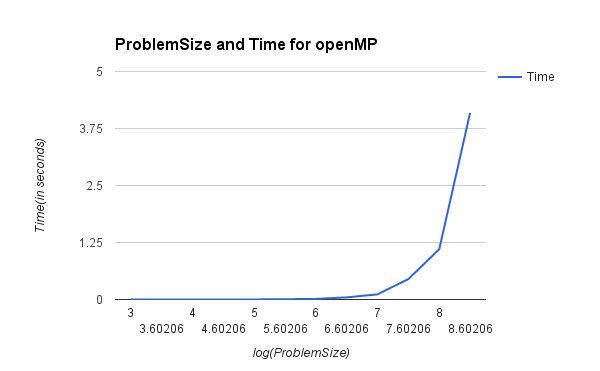 ProblemSize and Time for openMP
5
Time
3.75
2.5
1.25
0
Time(in seconds)
3 4 5 6 7 8
3.60206 4.60206 5.60206 6.60206 7.60206 8.60206
log(ProblemSize)